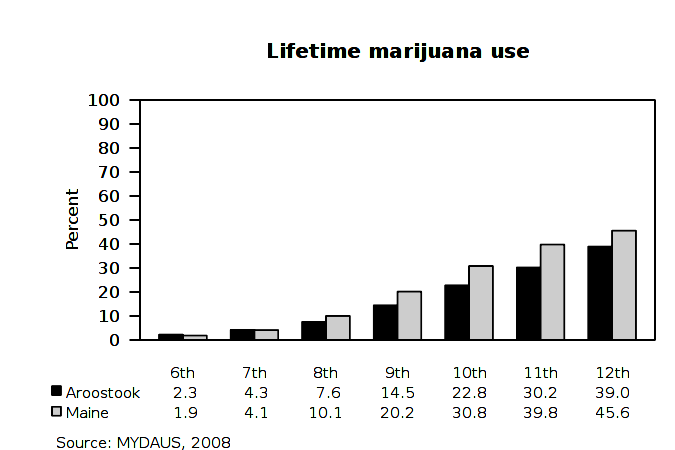 Lifetime marijuana use
100
90
80
70
60
50
40
30
20
10
0
Percent
6th 7th 8th 9th 10th 11th 12th
Aroostook 2.3 4.3 7.6 14.5 22.8 30.2 39.0
Maine 1.9 4.1 10.1 20.2 30.8 39.8 45.6
Source: MYDAUS, 2008